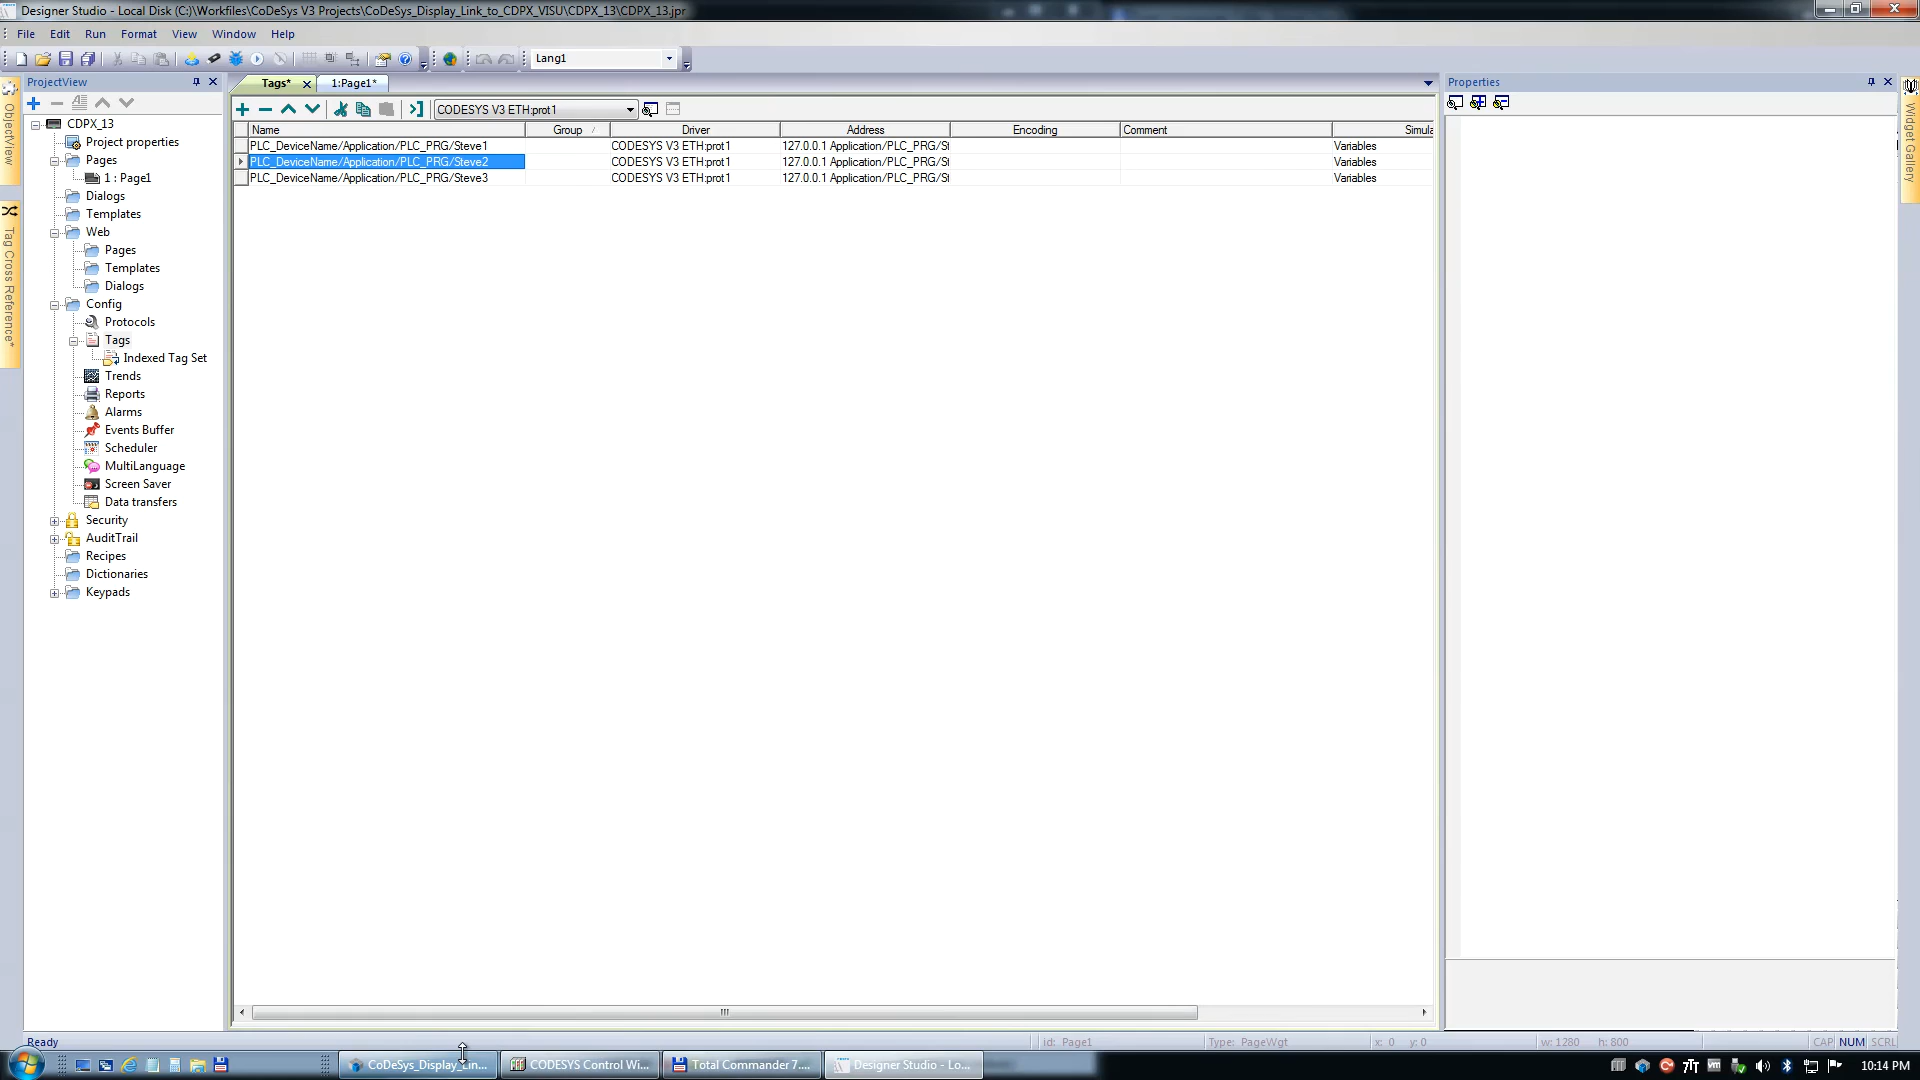 Designer Studio - Local Disk (C:)\Workfiles\CoDeSys V3 Projects\CoDeSys_Display_Link_to_CDPX_VISU\CDPX_13\CDPX_13.jpr
File Edit Run Format View Window Help
Lang1
ProjectView
Tags* 1:Page1*
Properties
CODESYS V3 ETH:prot1
Name Group Driver Address Encoding Comment Simula
PLC_DeviceName/Application/PLC_PRG/Steve1 CODESYS V3 ETH:prot1 127.0.0.1 Application/PLC_PRG/St Variables
PLC_DeviceName/Application/PLC_PRG/Steve2 CODESYS V3 ETH:prot1 127.0.0.1 Application/PLC_PRG/St Variables
PLC_DeviceName/Application/PLC_PRG/Steve3 CODESYS V3 ETH:prot1 127.0.0.1 Application/PLC_PRG/St Variables
CDPX_13
Project properties
Pages
1 : Page1
Dialogs
Templates
Web
Pages
Templates
Dialogs
Config
Protocols
Tags
Indexed Tag Set
Trends
Reports
Alarms
Events Buffer
Scheduler
MultiLanguage
Screen Saver
Data transfers
Security
AuditTrail
Recipes
Dictionaries
Keypads
ObjectView
Tag Cross Reference*
Widget Gallery
Ready
id: Page1 Type: PageWgt x: 0 y: 0 w: 1280 h: 800 CAP NUM SCRL
CoDeSys_Display_Link... CODESYS Control Wi... Total Commander 7.... Designer Studio - Lo...
10:14 PM